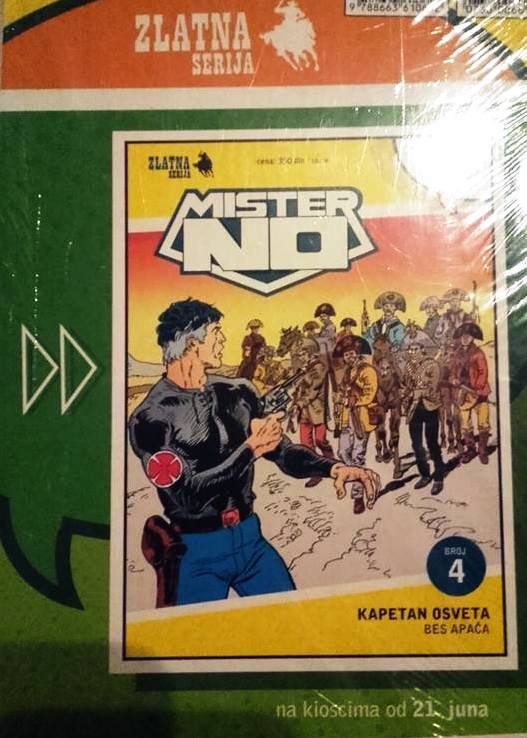 ZLATNA
SERIJA
ZLATNA
SERIJA
MISTER
NO
BROJ
4
KAPETAN OSVETA
BES APAČA
na kioscima od 21. juna